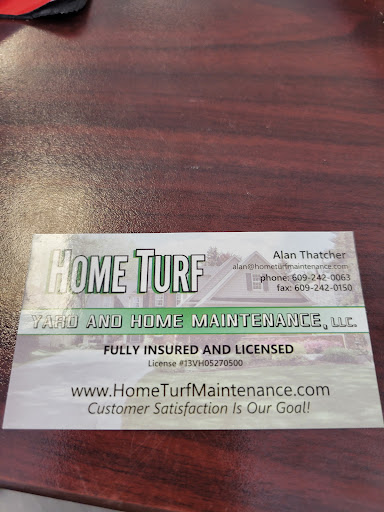 HOME TURF
Alan Thatcher
alan@hometurfmaintenance.com
phone: 609-242-0063
fax: 609-242-0150
YARD AND HOME MAINTENANCE, LLC.
FULLY INSURED AND LICENSED
License #13VH05270500
www.HomeTurfMaintenance.com
Customer Satisfaction Is Our Goal!